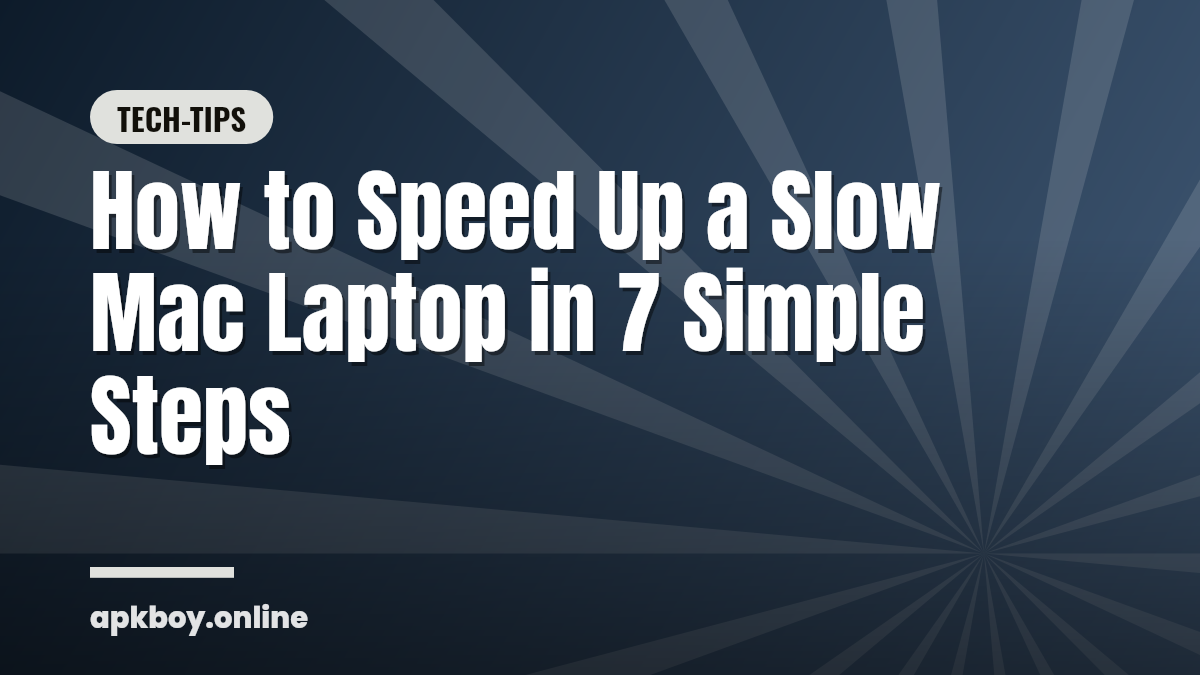 TECH-TIPS
How to Speed Up a Slow
Mac Laptop in 7 Simple
Steps
apkboy.online